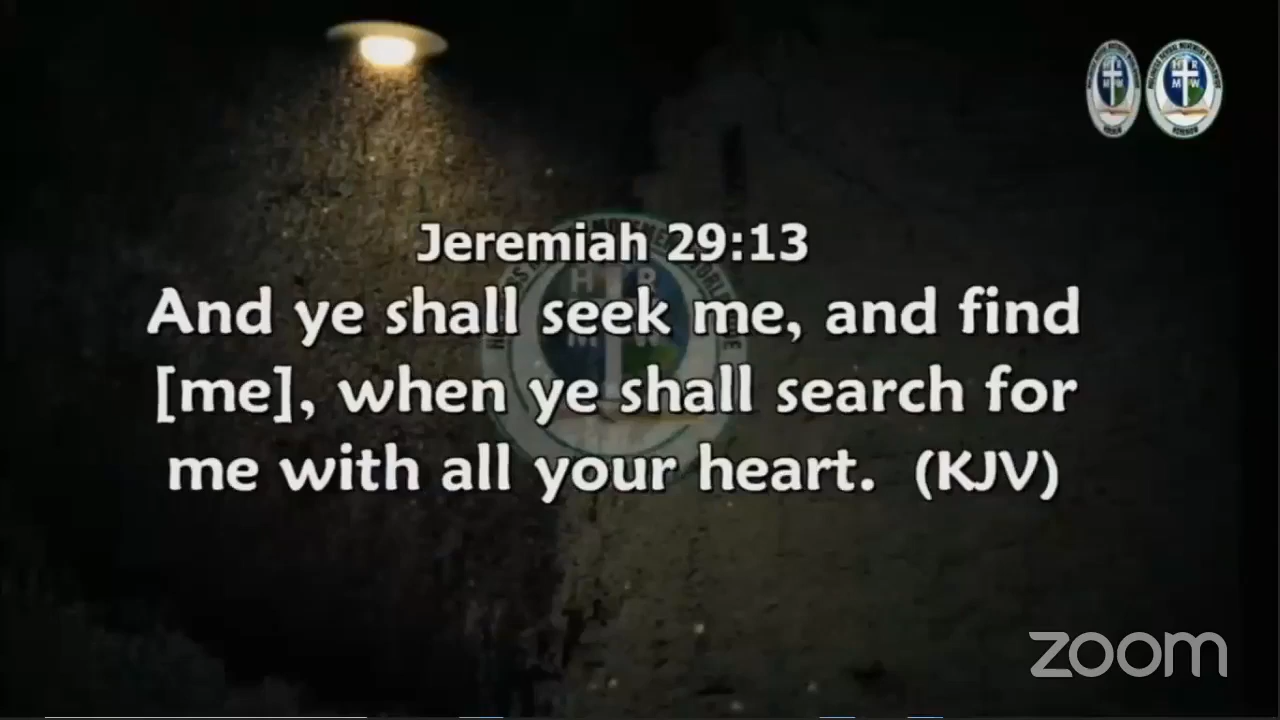 Jeremiah 29:13
And ye shall seek me, and find
[me], when ye shall search for
me with all your heart. (KJV)
H R
M W
zoom